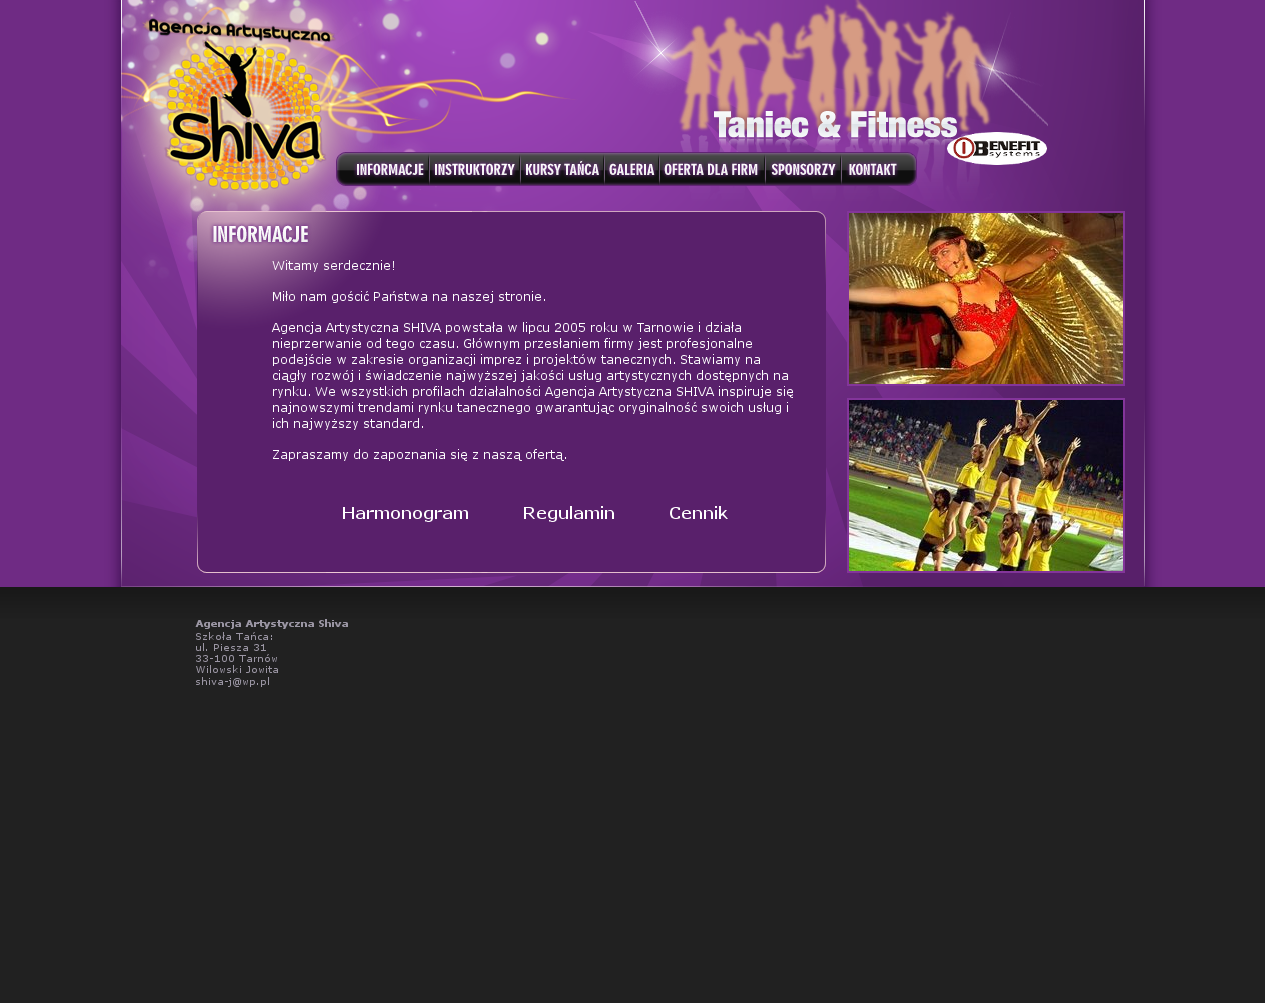 Agencja Artystyczna
Shiva
Taniec & Fitness
BENEFIT
systems
INFORMACJE INSTRUKTORZY KURSY TAŃCA GALERIA OFERTA DLA FIRM SPONSORZY KONTAKT
INFORMACJE
Witamy serdecznie!
Miło nam gościć Państwa na naszej stronie.
Agencja Artystyczna SHIVA powstała w lipcu 2005 roku w Tarnowie i działa
nieprzerwanie od tego czasu. Głównym przesłaniem firmy jest profesjonalne
podejście w zakresie organizacji imprez i projektów tanecznych. Stawiamy na
ciągły rozwój i świadczenie najwyższej jakości usług artystycznych dostępnych na
rynku. We wszystkich profilach działalności Agencja Artystyczna SHIVA inspiruje się
najnowszymi trendami rynku tanecznego gwarantując oryginalność swoich usług i
ich najwyższy standard.
Zapraszamy do zapoznania się z naszą ofertą.
Harmonogram Regulamin Cennik
Agencja Artystyczna Shiva
Szkoła Tańca:
ul. Piesza 31
33-100 Tarnów
Wilowski Jowita
shiva-j@wp.pl